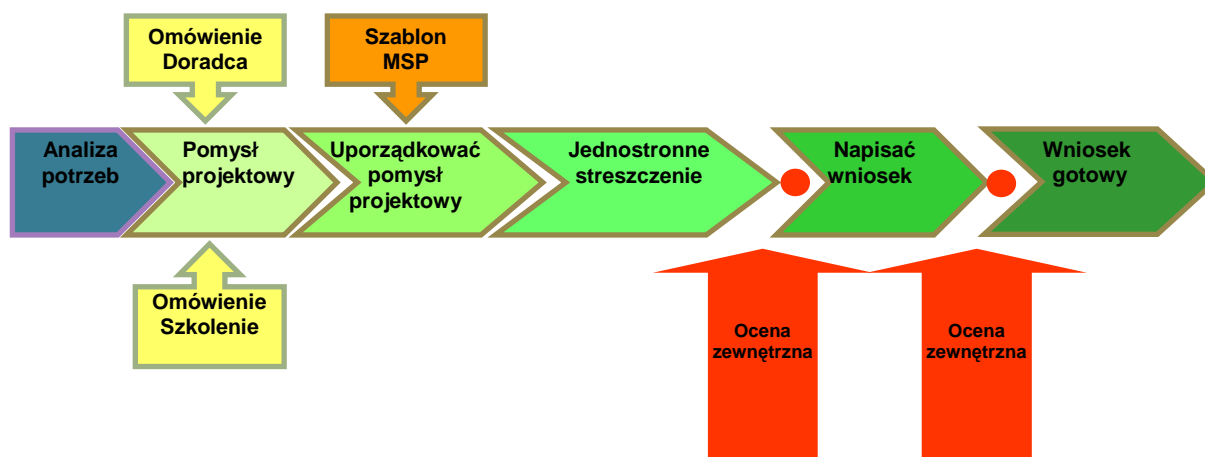 Omówienie
Doradca
Szablon
MSP
Analiza
potrzeb
Pomysł
projektowy
Uporządkować
pomysł
projektowy
Jednostronne
streszczenie
Napisać
wniosek
Wniosek
gotowy
Omówienie
Szkolenie
Ocena
zewnętrzna
Ocena
zewnętrzna